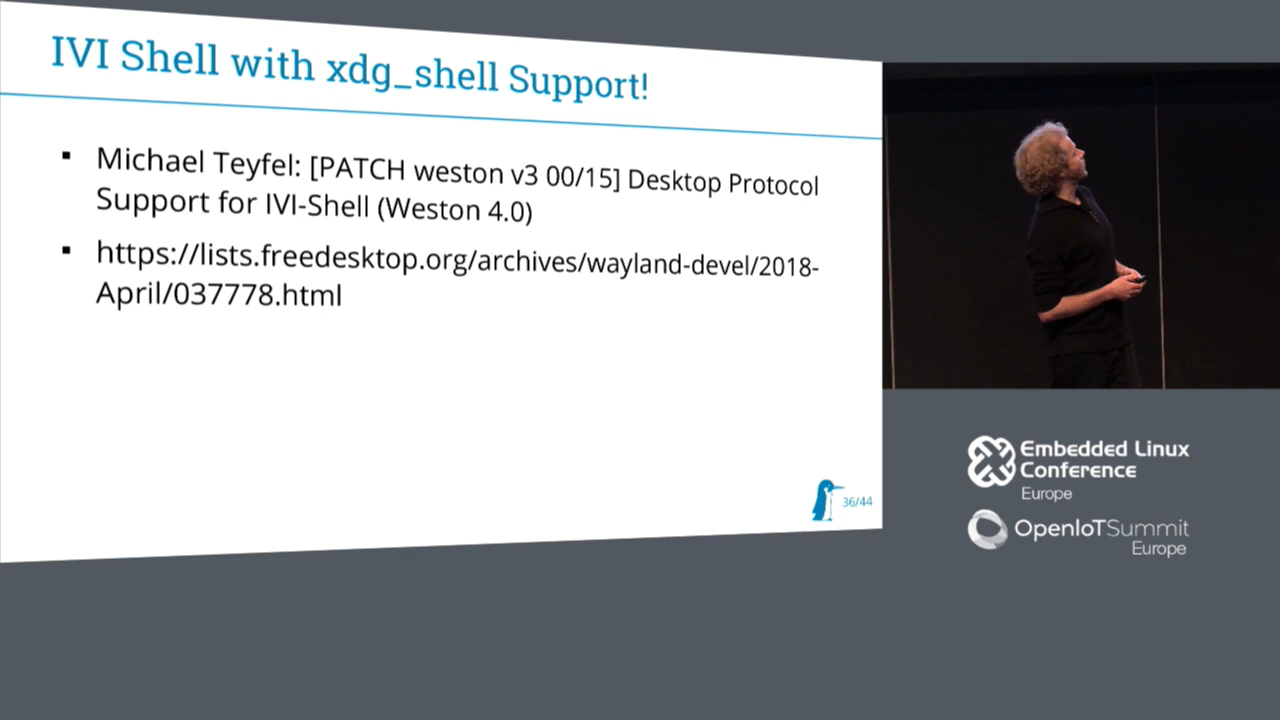 IVI Shell with xdg_shell Support!
Michael Teyfel: [PATCH weston v3 00/15] Desktop Protocol
Support for IVI-Shell (Weston 4.0)
https://lists.freedesktop.org/archives/wayland-devel/2018-
April/037778.html
36/44
Embedded Linux
Conference
Europe
OpenIoTSummit
Europe